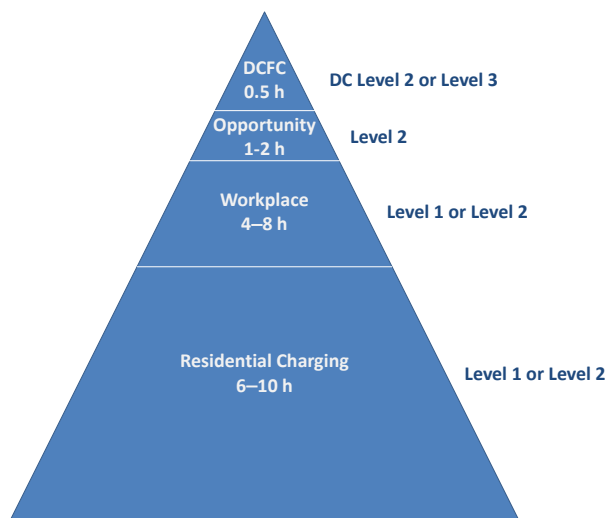 DCFC
0.5 h
DC Level 2 or Level 3
Opportunity
1-2 h
Level 2
Workplace
4–8 h
Level 1 or Level 2
Residential Charging
6–10 h
Level 1 or Level 2